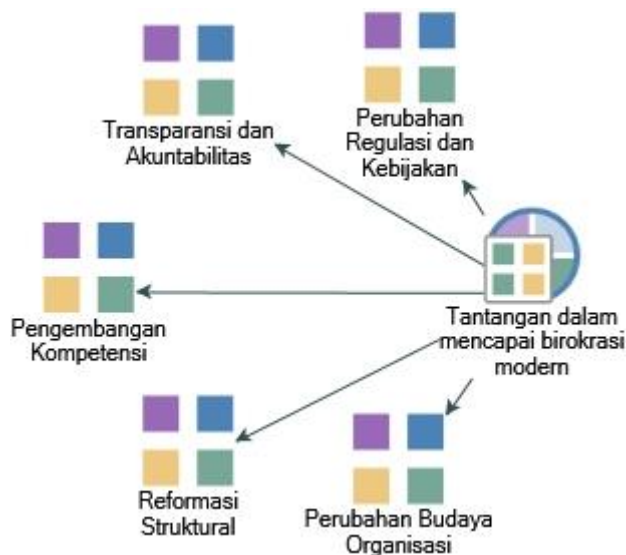 Transparansi dan
Akuntabilitas
Perubahan
Regulasi dan
Kebijakan
Pengembangan
Kompetensi
Tantangan dalam
mencapai birokrasi
modern
Reformasi
Struktural
Perubahan Budaya
Organisasi